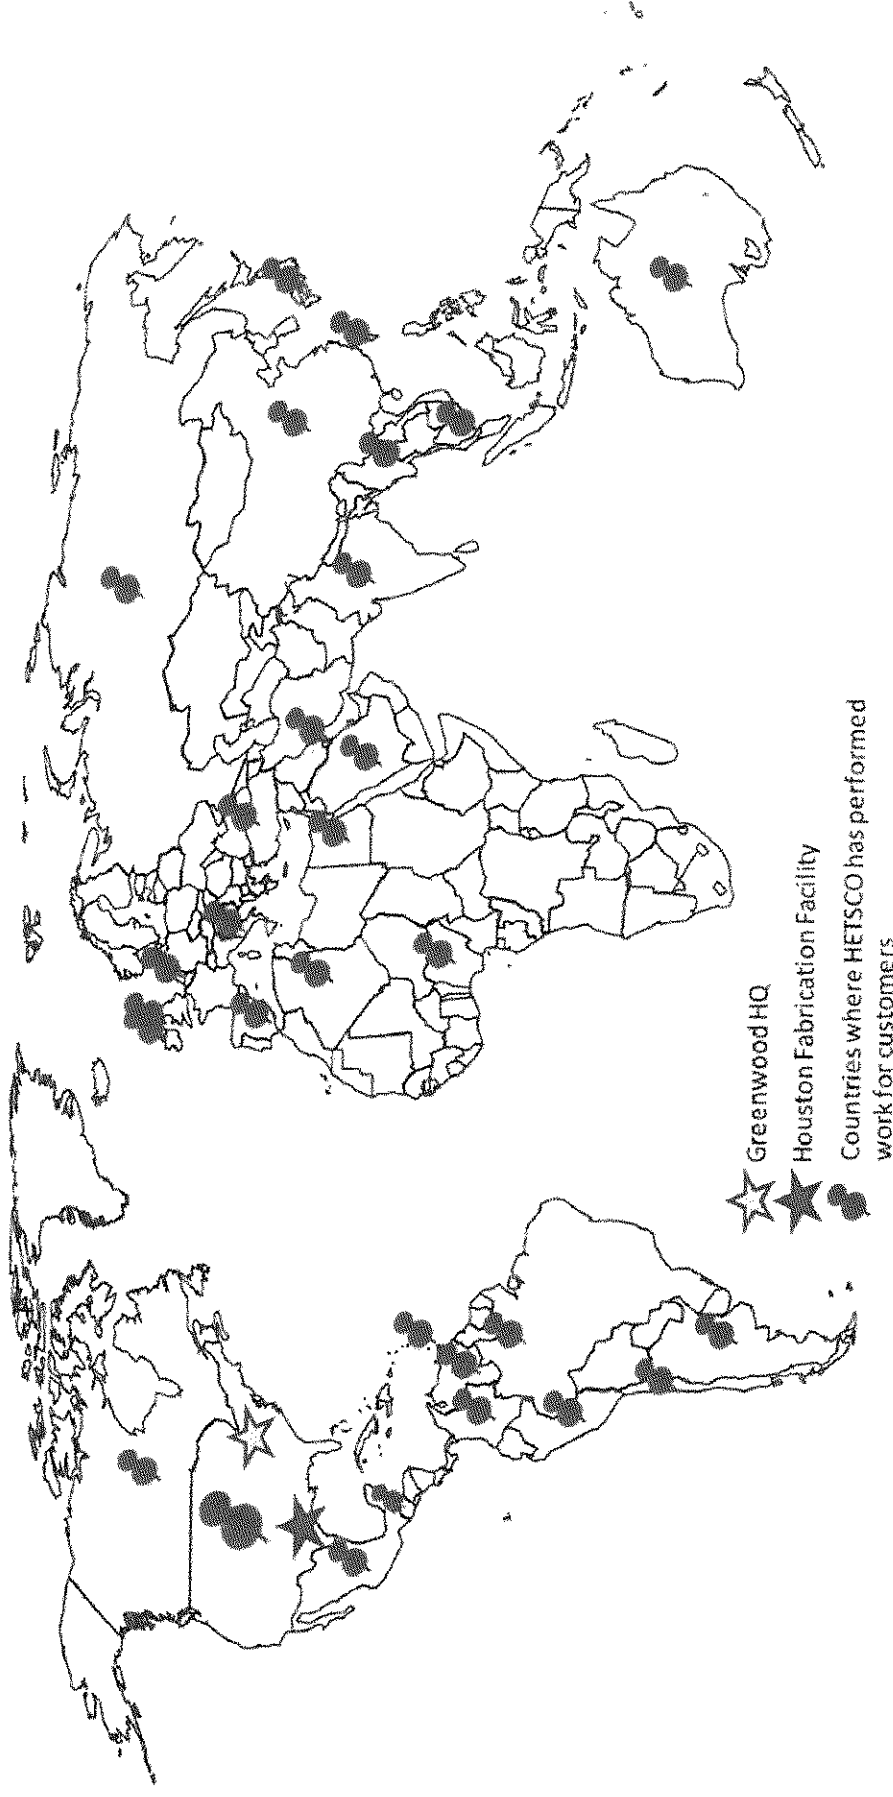 Greenwood HQ
Houston Fabrication Facility
Countries where HETSCO has performed
work for customers